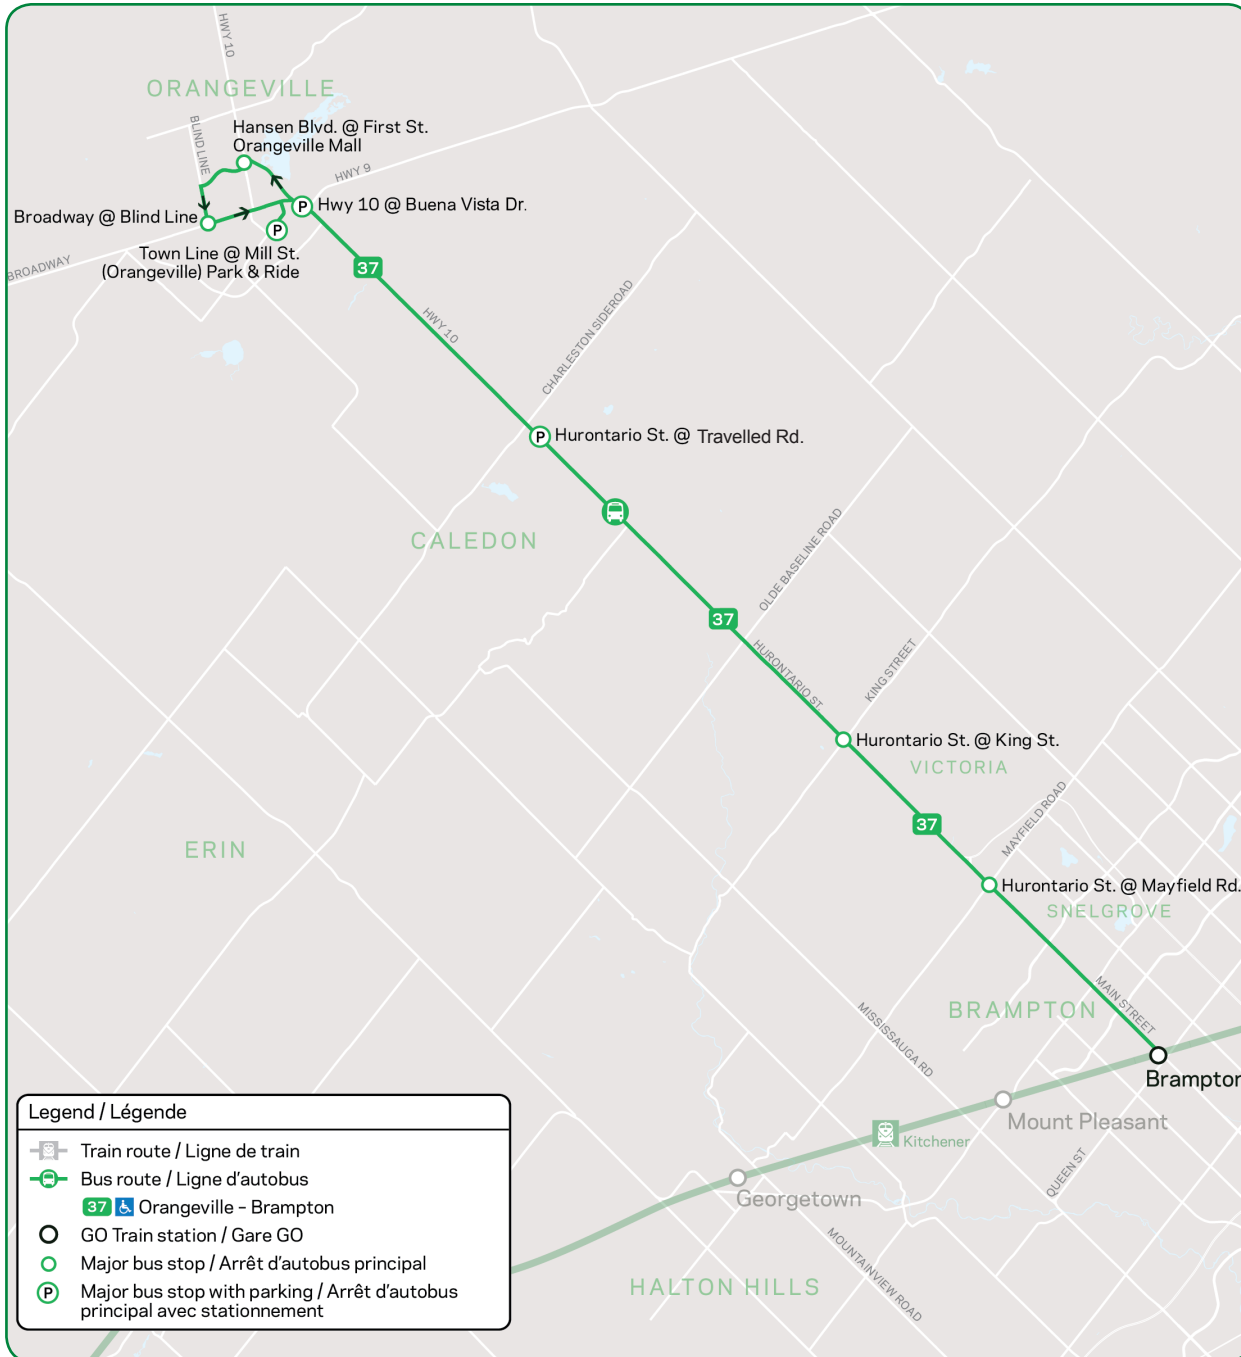 HWY 10
ORANGEVILLE
BLIND LINE
Hansen Blvd. @ First St.
Orangeville Mall
HWY 9
P Hwy 10 @ Buena Vista Dr.
Broadway @ Blind Line
P
Town Line @ Mill St.
(Orangeville) Park & Ride
BROADWAY
37
HWY 10
CHARLESTON SIDEROAD
P Hurontario St. @ Travelled Rd.
CALEDON
OLDE BASELINE ROAD
37
HURONTARIO ST.
KING STREET
Hurontario St. @ King St.
VICTORIA
MAYFIELD ROAD
37
ERIN
Hurontario St. @ Mayfield Rd.
SNELGROVE
MAIN STREET
BRAMPTON
MISSISSAUGA RD
Brampton
Mount Pleasant
Kitchener
QUEEN ST
Georgetown
MOUNTAINVIEW ROAD
HALTON HILLS
Legend / Légende
Train route / Ligne de train
Bus route / Ligne d'autobus
37 Orangeville – Brampton
GO Train station / Gare GO
Major bus stop / Arrêt d'autobus principal
P Major bus stop with parking / Arrêt d'autobus
principal avec stationnement